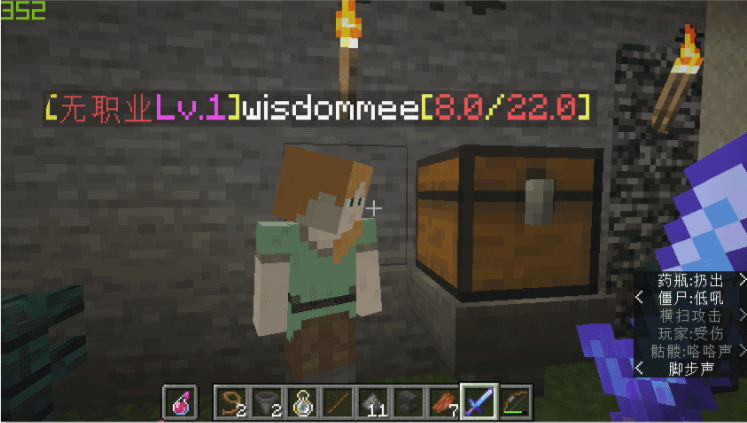 352
[无职业Lv.1]wisdommee[8.0/22.0]
药瓶:扔出 >
< 僵尸:低吼
横扫攻击 >
玩家:受伤
骷髅:咯咯声 >
< 脚步声
2 2 11 7